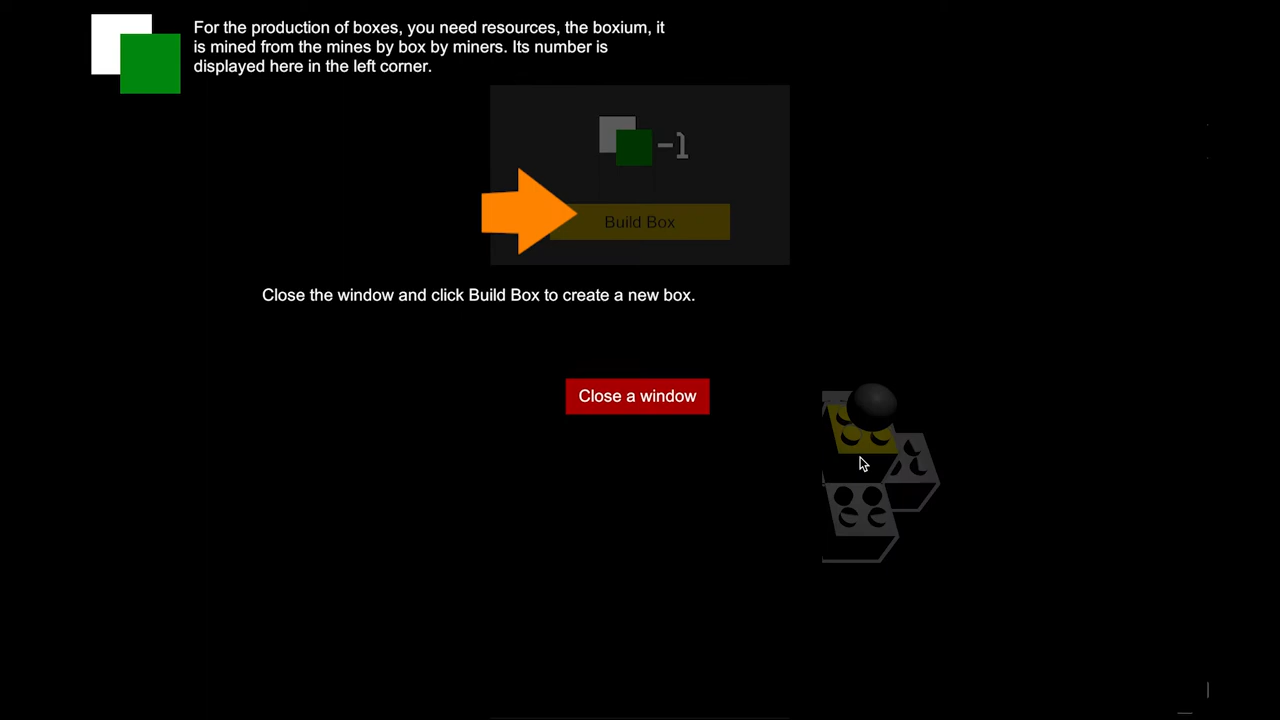 For the production of boxes, you need resources, the boxium, it
is mined from the mines by box by miners. Its number is
displayed here in the left corner.
-1
Build Box
Close the window and click Build Box to create a new box.
Close a window